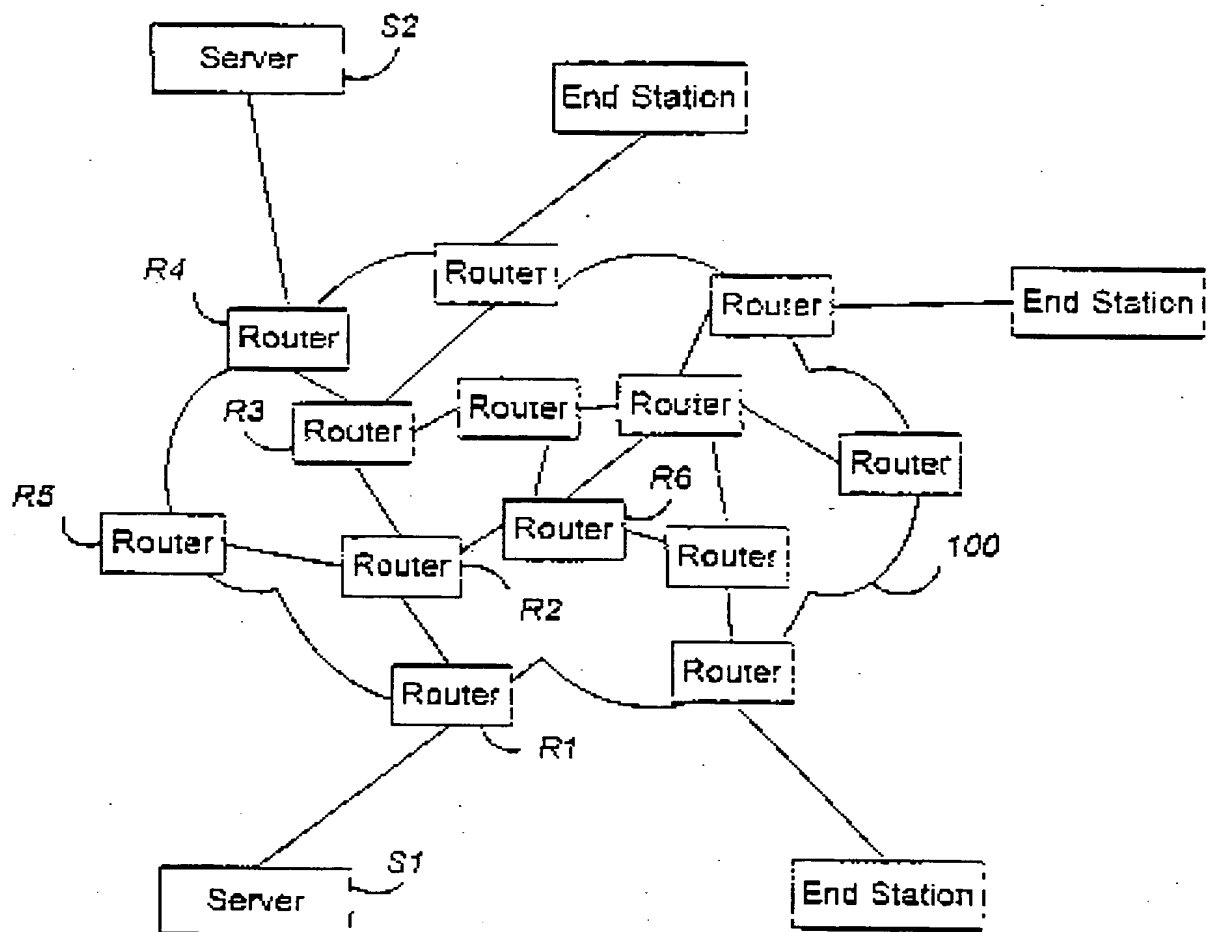 S2
Server
End Station
R4
Router
Router
End Station
Router
R3
Router
Router
Router
Router
R5
R6
Router
Router
Router
Router
100
R2
Router
Router
R1
S1
Server
End Station